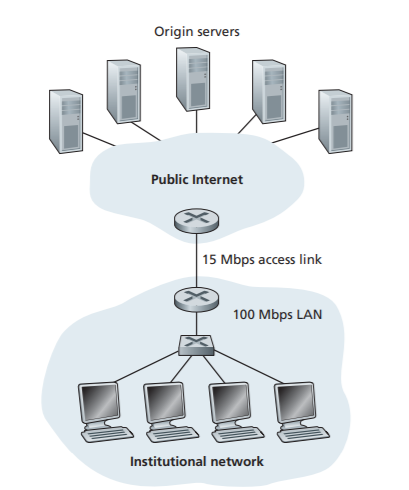 Origin servers
Public Internet
15 Mbps access link
100 Mbps LAN
Institutional network